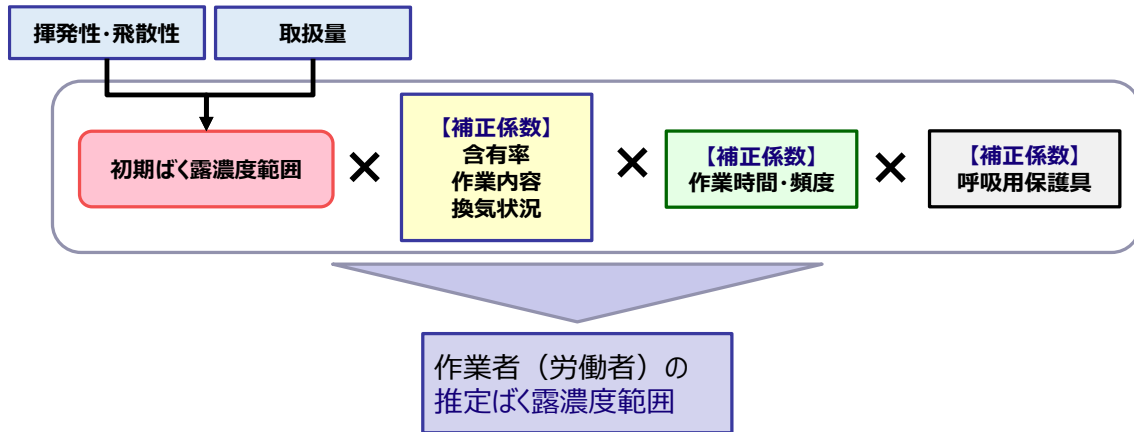 揮発性・飛散性
取扱量
初期ばく露濃度範囲
×
【補正係数】
含有率
作業内容
換気状況
×
【補正係数】
作業時間・頻度
×
【補正係数】
呼吸用保護具
作業者（労働者）の
推定ばく露濃度範囲